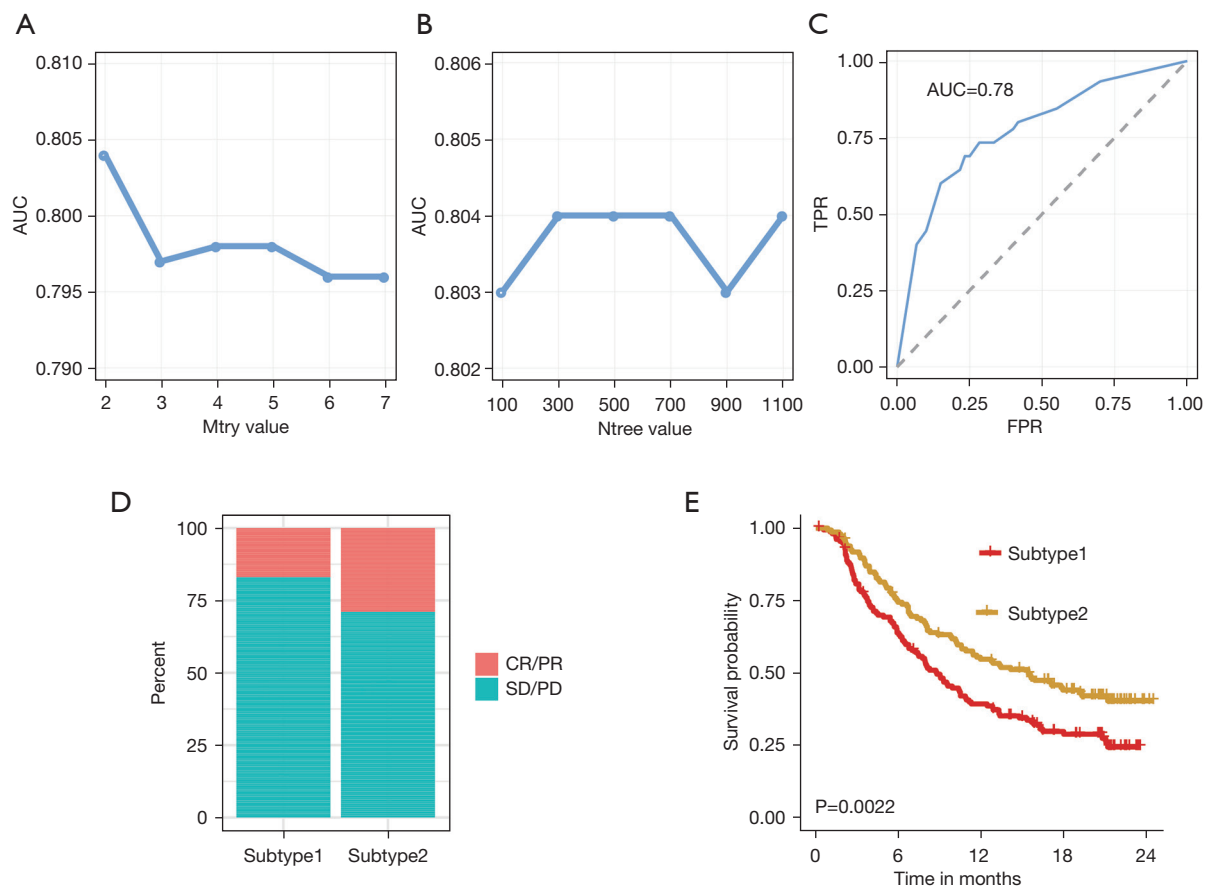 A
0.810
0.805
0.800
0.795
0.790
AUC
2 3 4 5 6 7
Mtry value
B
0.806
0.805
0.804
0.803
0.802
AUC
100 300 500 700 900 1100
Ntree value
C
1.00
0.75
0.50
0.25
0.00
TPR
AUC=0.78
0.00 0.25 0.50 0.75 1.00
FPR
D
100
75
50
25
0
Percent
Subtype1 Subtype2
CR/PR
SD/PD
E
1.00
0.75
0.50
0.25
0.00
Survival probability
Subtype1
Subtype2
P=0.0022
0 6 12 18 24
Time in months